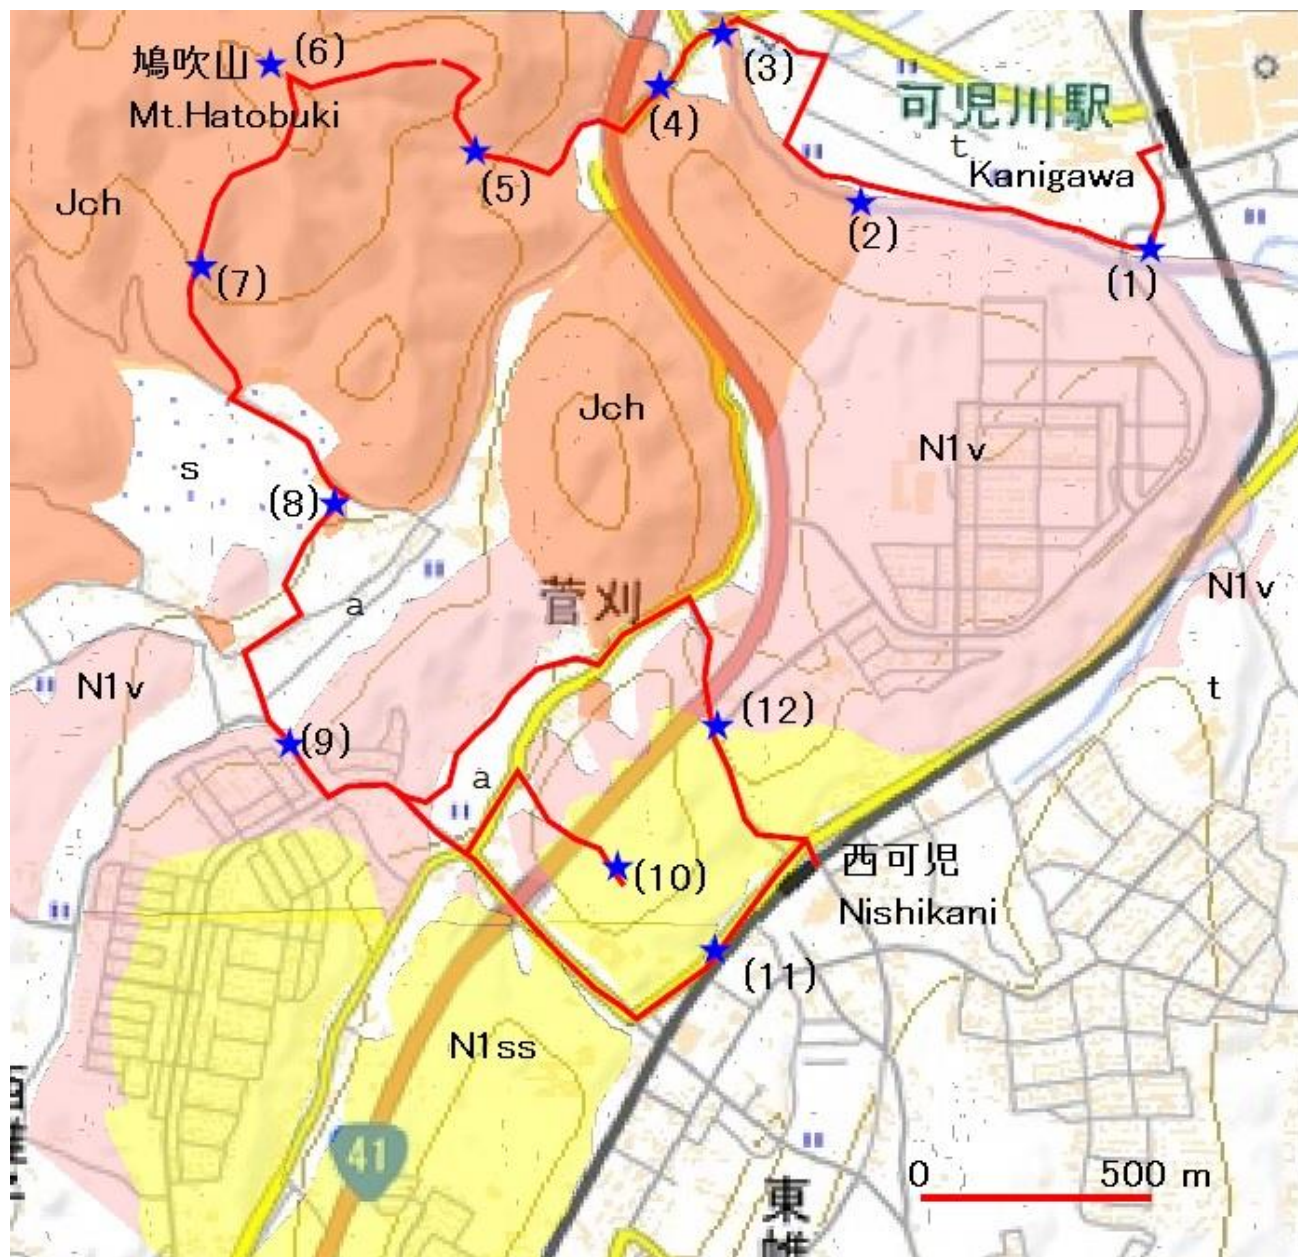 鳩吹山
Mt.Hatobuki
(6)
(3)
(4)
可児川駅
t
Kanigawa
(5)
(2)
(1)
Jch
(7)
Jch
N1v
s
(8)
菅刈
a
N1v
N1v
t
(9)
(12)
a
(10)
西可児
Nishikani
(11)
N1ss
41
0 500 m
東